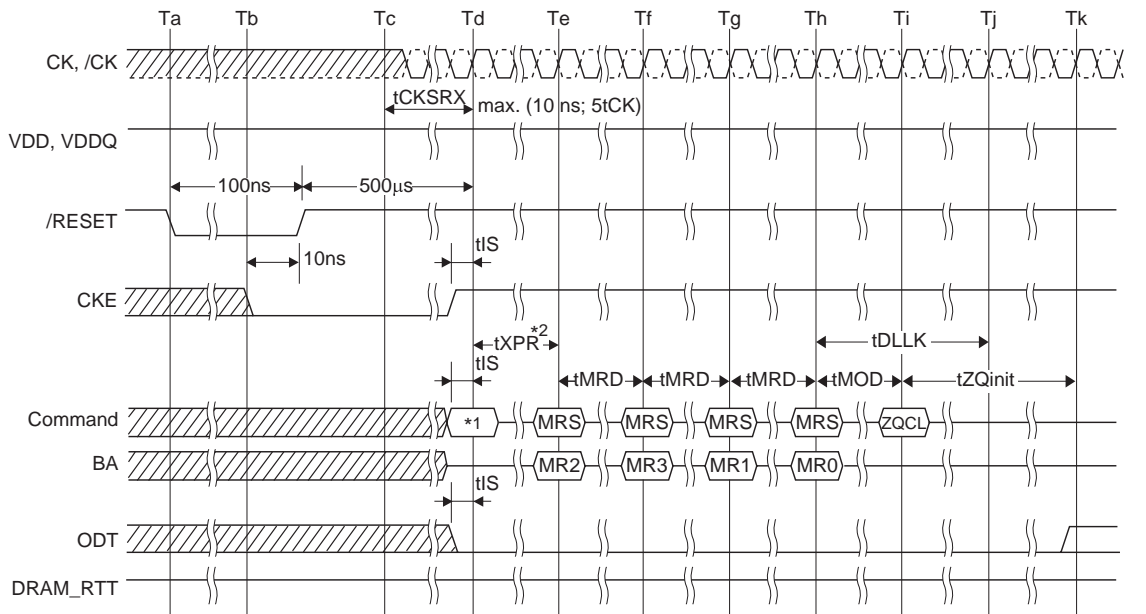 Ta Tb Tc Td Te Tf Tg Th Ti Tj Tk
CK, /CK
tCKSRX max. (10 ns; 5tCK)
VDD, VDDQ
100ns 500μs
/RESET
10ns tIS
CKE
tXPR*2 tDLLK
tIS
tMRD tMRD tMRD tMOD tZQinit
Command *1 MRS MRS MRS MRS ZQCL
BA MR2 MR3 MR1 MR0
tIS
ODT
DRAM_RTT